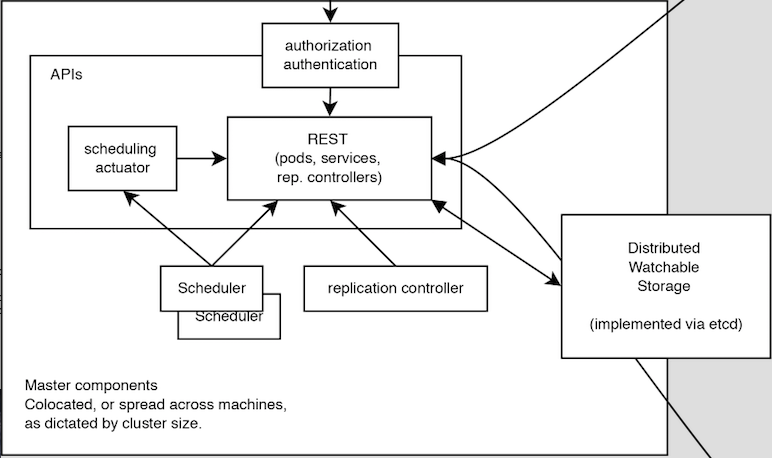 authorization
authentication
APIs
REST
(pods, services,
rep. controllers)
scheduling
actuator
Scheduler
Scheduler
replication controller
Distributed
Watchable
Storage
(implemented via etcd)
Master components
Colocated, or spread across machines,
as dictated by cluster size.